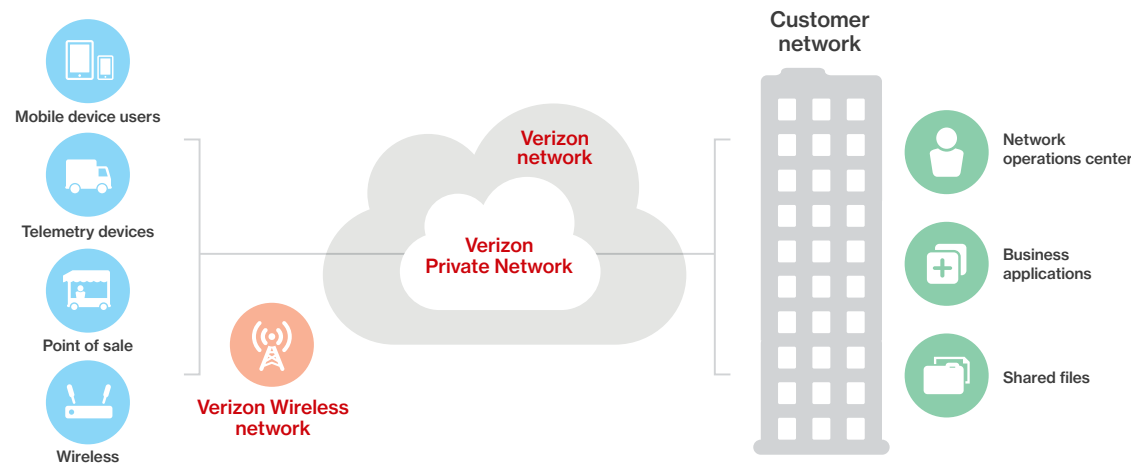 Mobile device users
Telemetry devices
Point of sale
Wireless
Verizon Wireless
network
Verizon
network
Verizon
Private Network
Customer
network
Network
operations center
Business
applications
Shared files